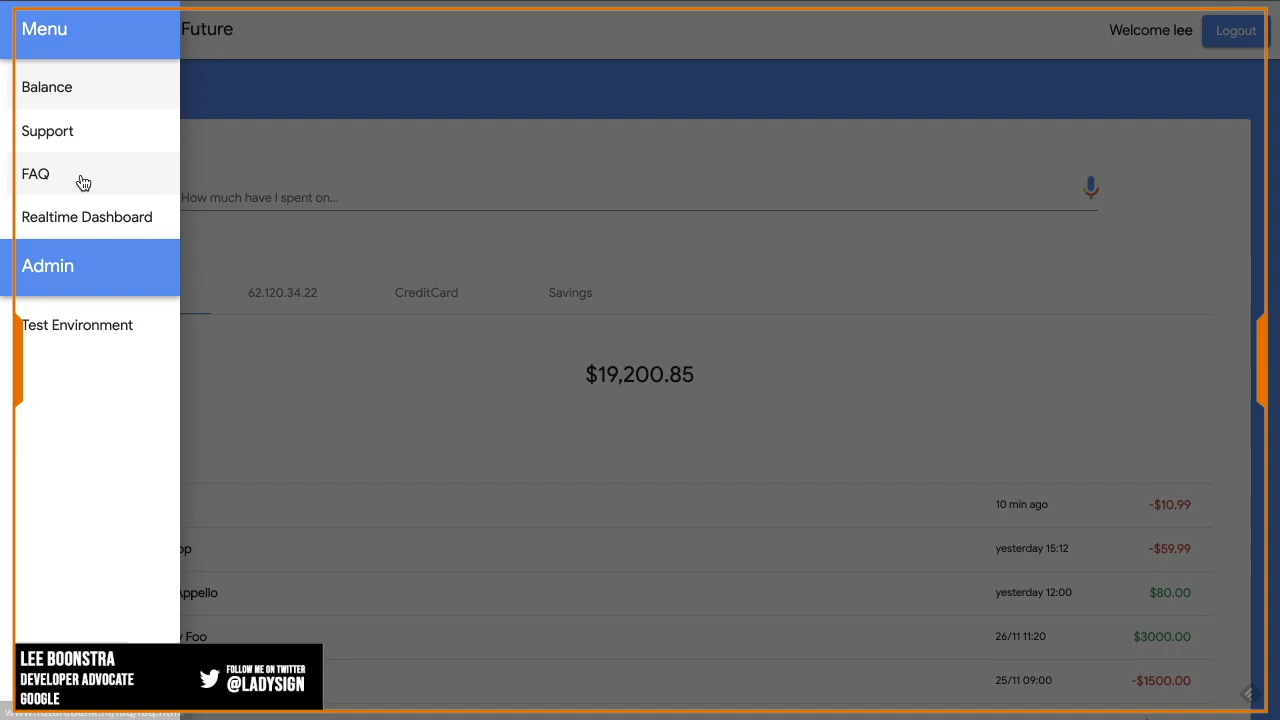 Menu
Future
Welcome lee
Logout
Balance
Support
FAQ
How much have I spent on...
Realtime Dashboard
Admin
62.120.34.22
CreditCard
Savings
Test Environment
$19,200.85
10 min ago
-$10.99
op
yesterday 15:12
-$59.99
Appello
yesterday 12:00
$80.00
y Foo
26/11 11:20
$3000.00
25/11 09:00
-$1500.00
LEE BOONSTRA
DEVELOPER ADVOCATE
GOOGLE
FOLLOW ME ON TWITTER
@LADYSIGN